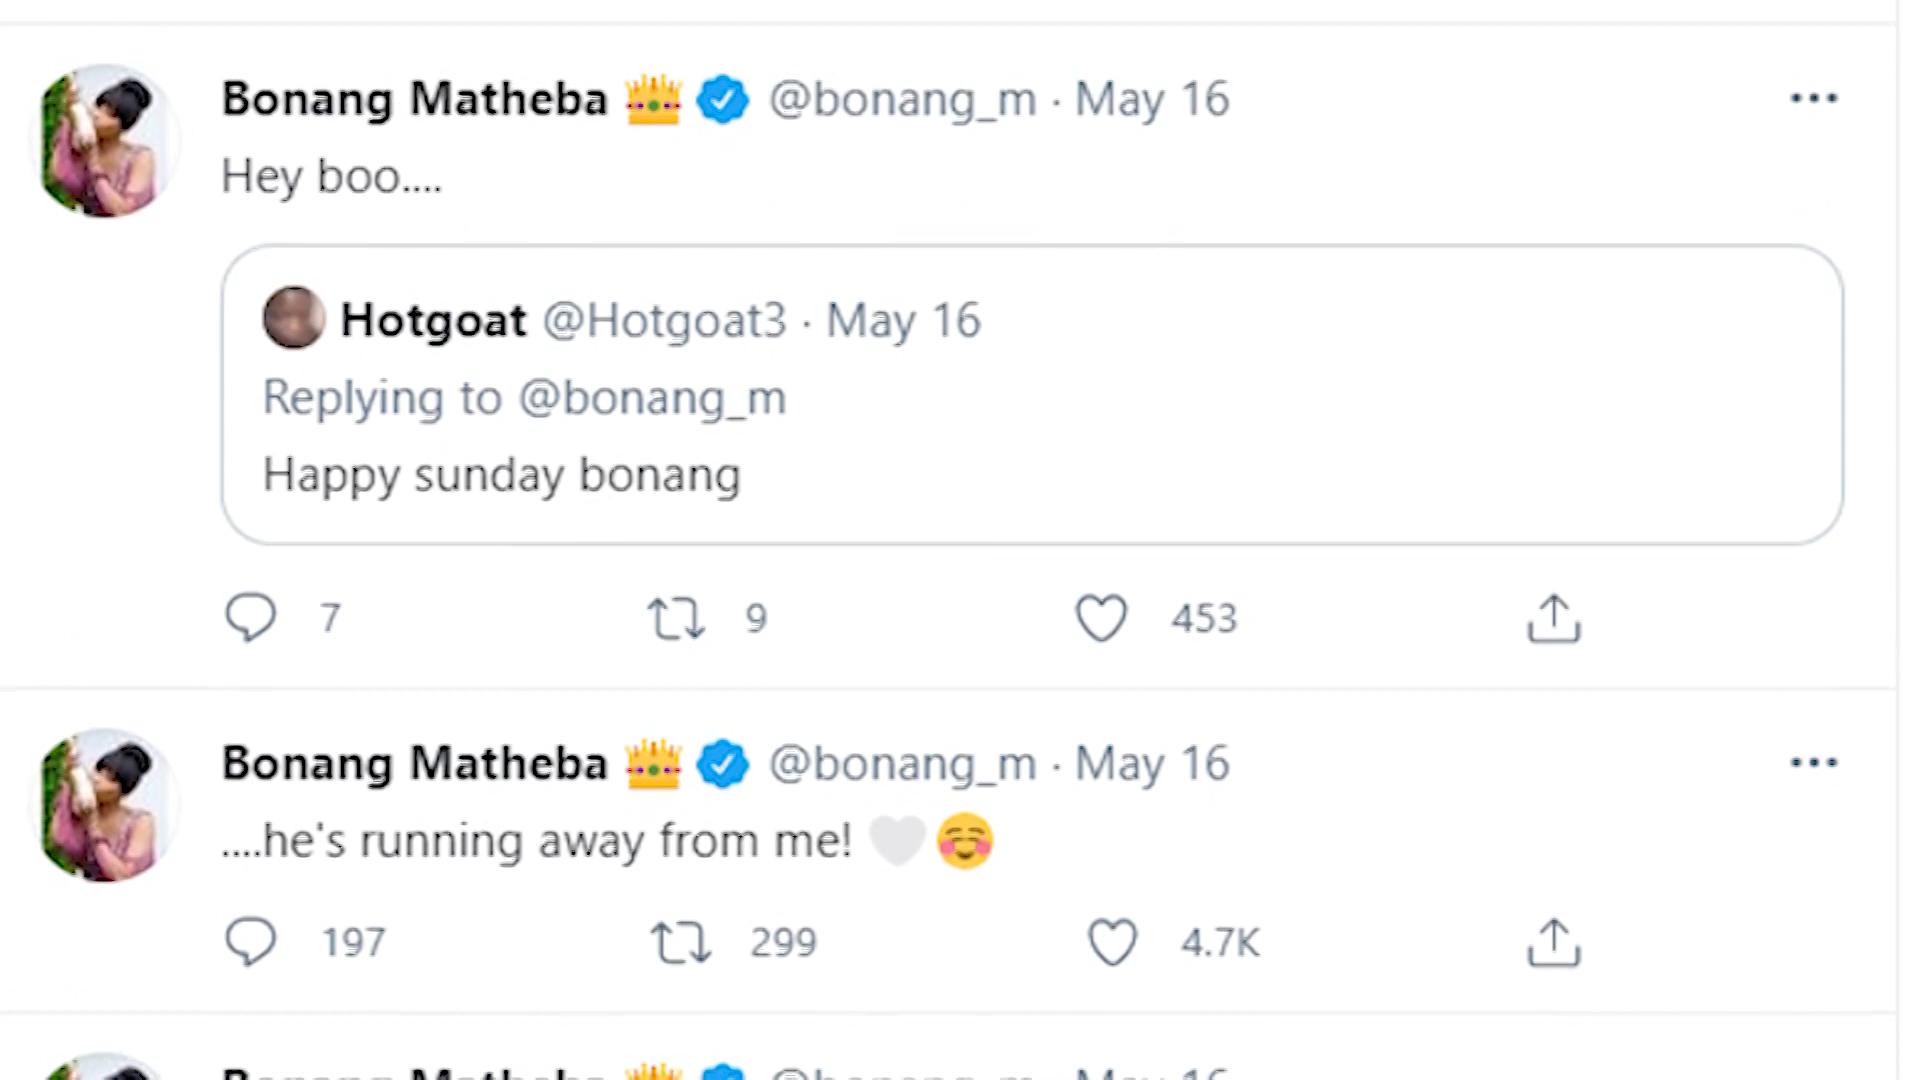 Bonang Matheba 👑 @bonang_m · May 16
Hey boo....
Hotgoat @Hotgoat3 · May 16
Replying to @bonang_m
Happy sunday bonang
7 9 453
Bonang Matheba 👑 @bonang_m · May 16
....he's running away from me! 🤍☺️
197 299 4.7K
Bonang Matheba 👑 @bonang_m · May 16